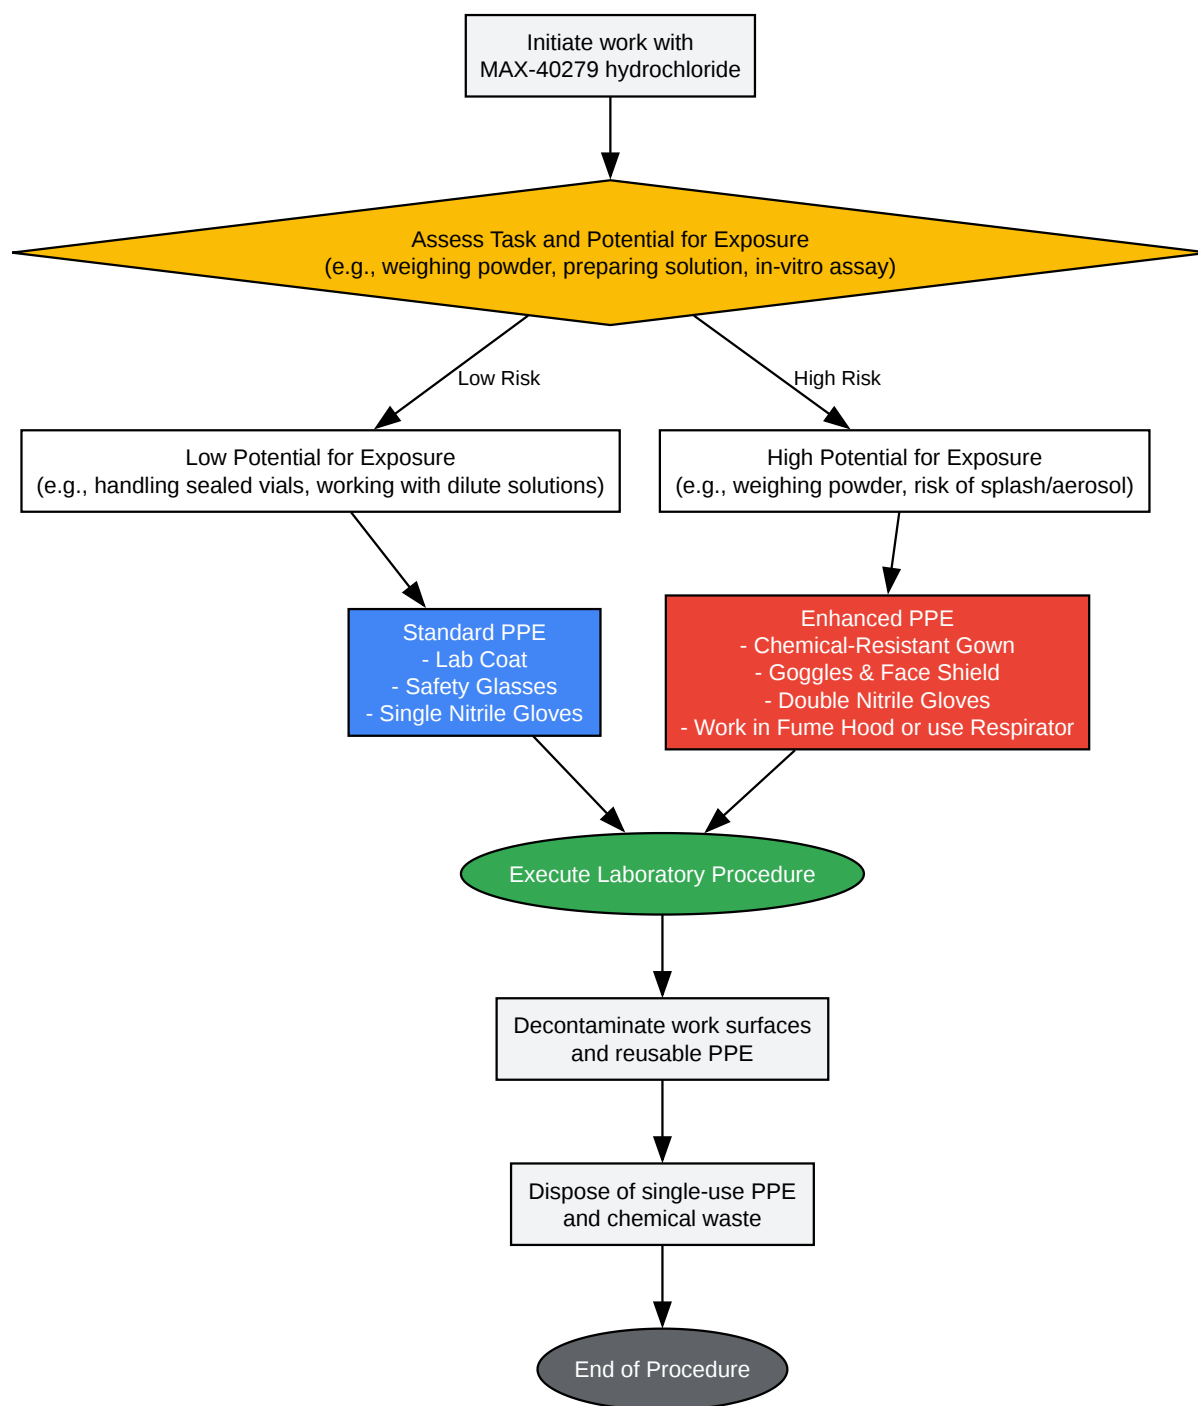 Initiate work with
MAX-40279 hydrochloride
Assess Task and Potential for Exposure
(e.g., weighing powder, preparing solution, in-vitro assay)
Low Risk
High Risk
Low Potential for Exposure
(e.g., handling sealed vials, working with dilute solutions)
High Potential for Exposure
(e.g., weighing powder, risk of splash/aerosol)
Standard PPE
- Lab Coat
- Safety Glasses
- Single Nitrile Gloves
Enhanced PPE
- Chemical-Resistant Gown
- Goggles & Face Shield
- Double Nitrile Gloves
- Work in Fume Hood or use Respirator
Execute Laboratory Procedure
Decontaminate work surfaces
and reusable PPE
Dispose of single-use PPE
and chemical waste
End of Procedure